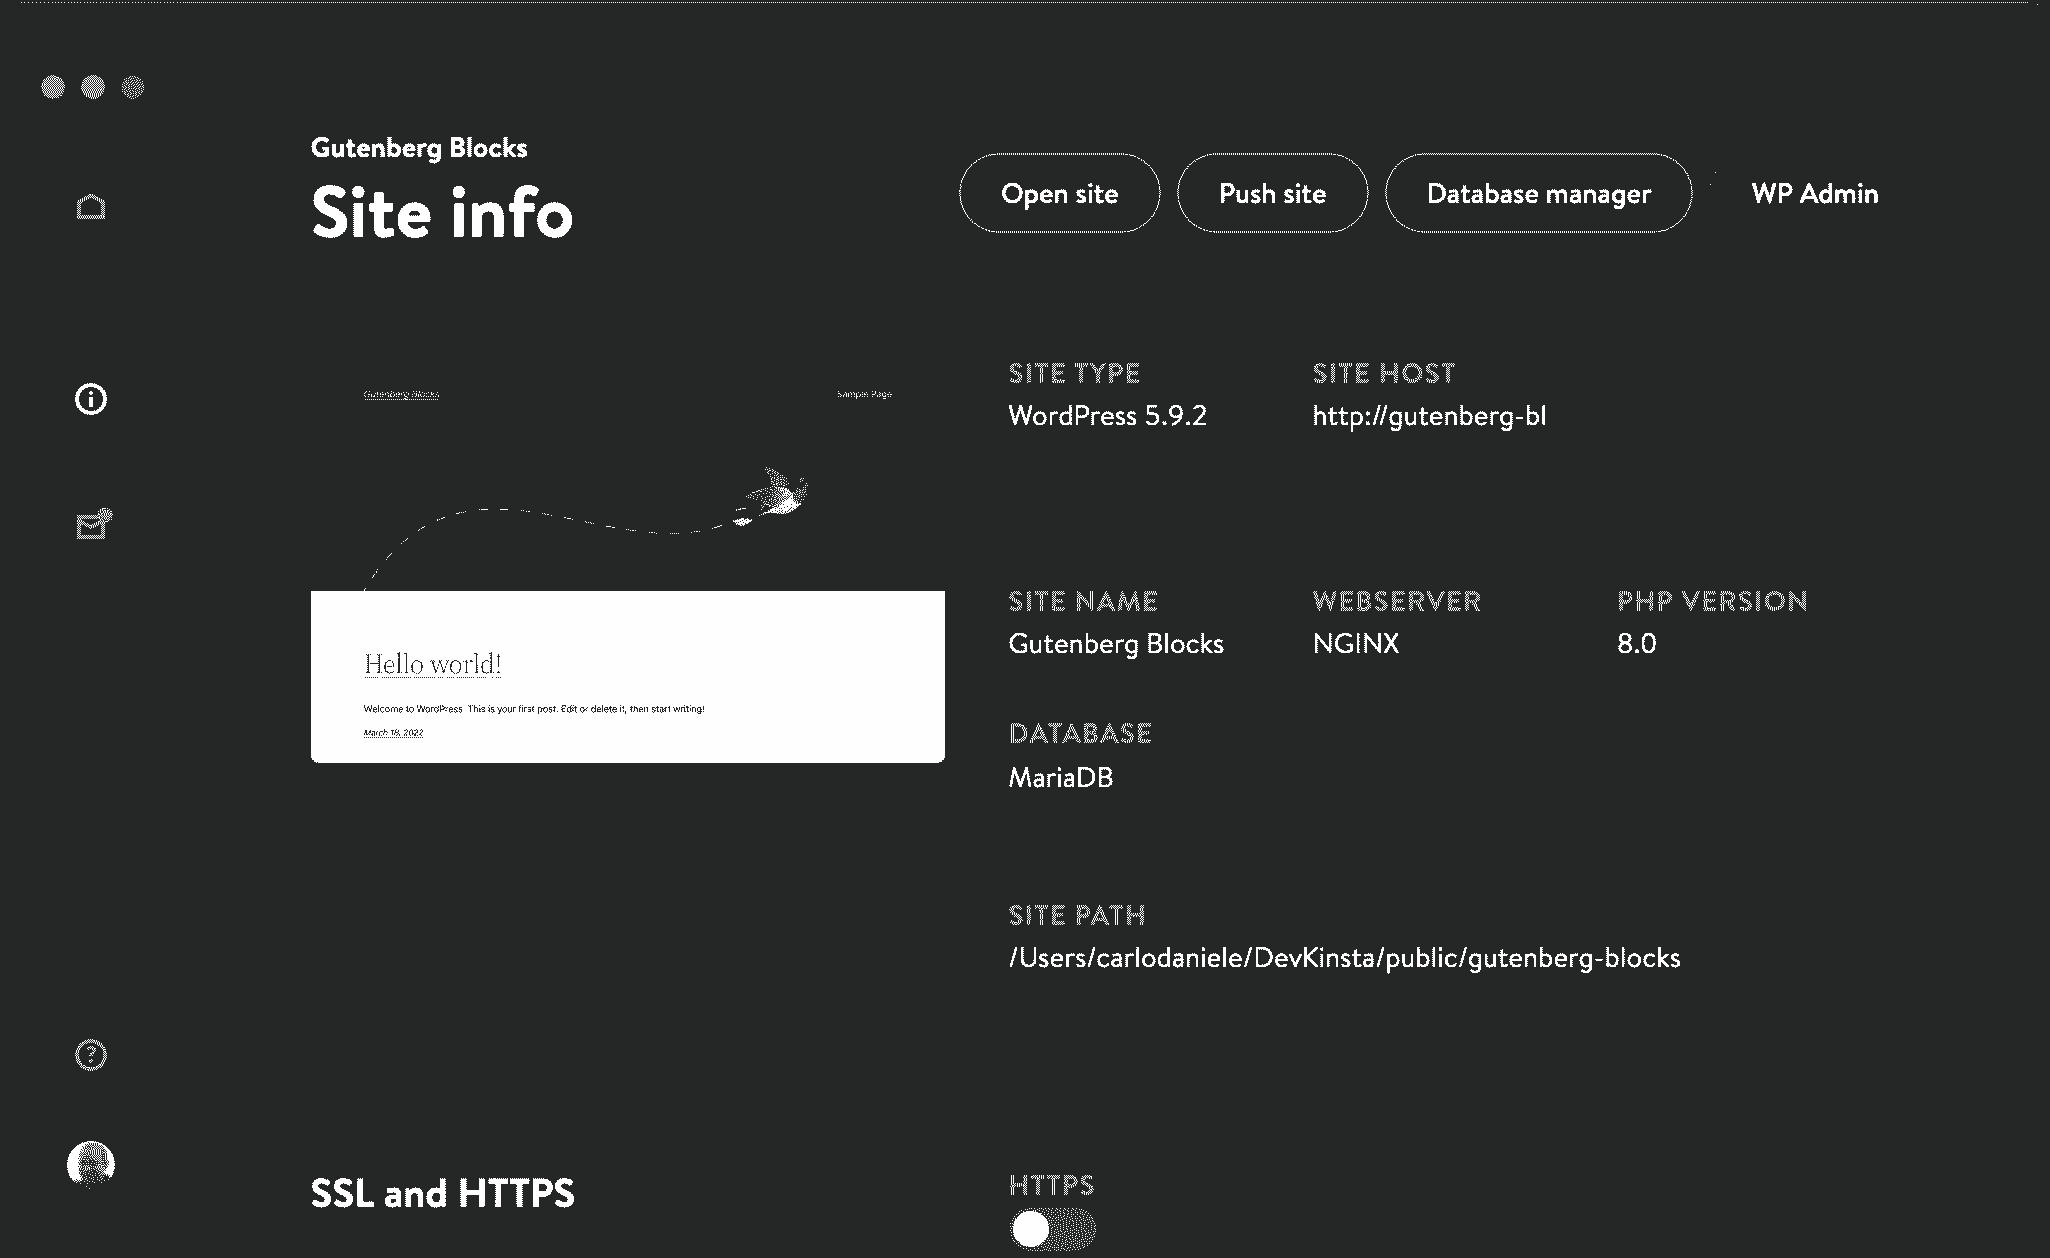 Gutenberg Blocks
Site info
Open site
Push site
Database manager
WP Admin
Gutenberg Blocks
Sample Page
Hello world!
Welcome to WordPress. This is your first post. Edit or delete it, then start writing!
March 18, 2022
SITE TYPE
WordPress 5.9.2
SITE HOST
http://gutenberg-bl
SITE NAME
Gutenberg Blocks
WEBSERVER
NGINX
PHP VERSION
8.0
DATABASE
MariaDB
SITE PATH
/Users/carlodaniele/DevKinsta/public/gutenberg-blocks
SSL and HTTPS
HTTPS